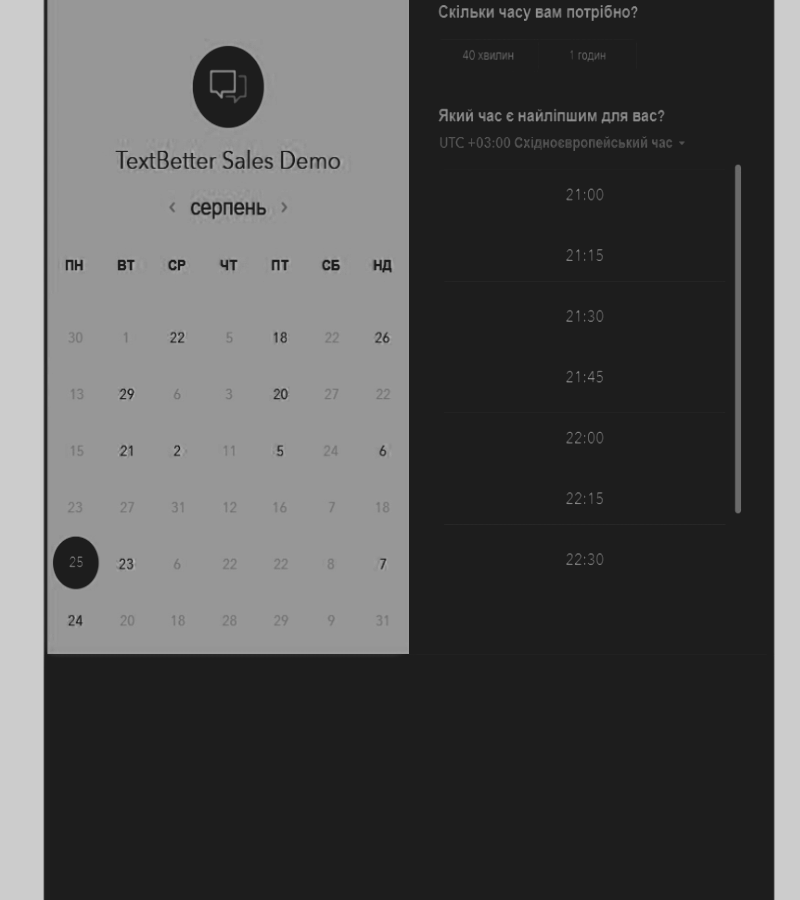 TextBetter Sales Demo
серпень
ПН ВТ СР ЧТ ПТ СБ НД
30 1 22 5 18 22 26
13 29 6 3 20 27 22
15 21 2 11 5 24 6
23 27 31 12 16 7 18
25 23 6 22 22 8 7
24 20 18 28 29 9 31
Скільки часу вам потрібно?
40 хвилин
1 годин
Який час є найліпшим для вас?
UTC +03:00 Східноєвропейський час
21:00
21:15
21:30
21:45
22:00
22:15
22:30